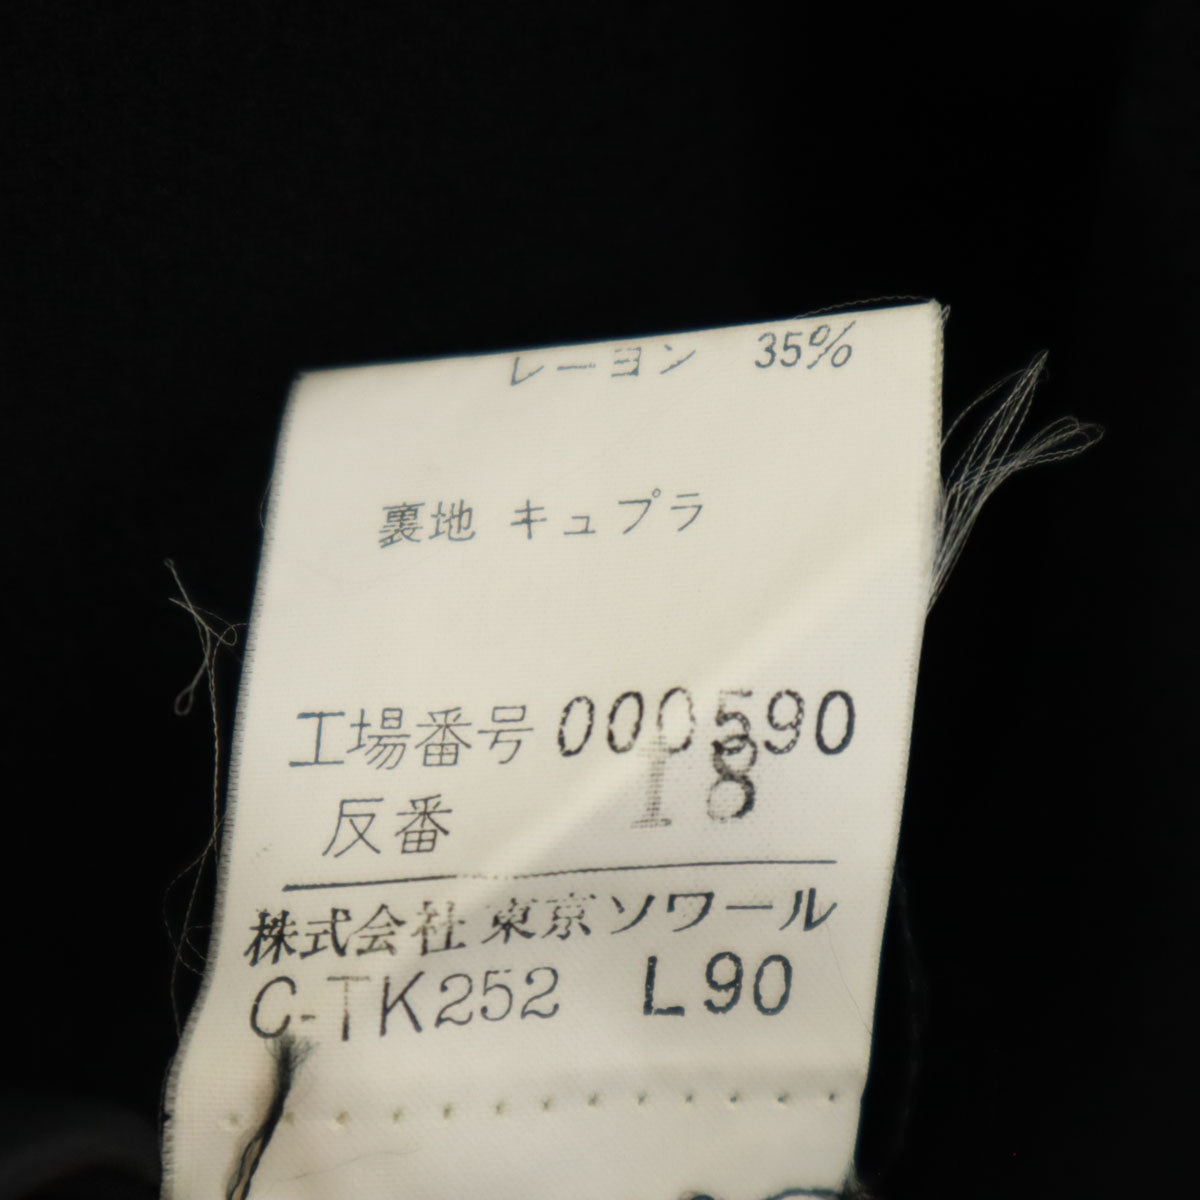 レーヨン 35%
裏地 キュプラ
工場番号 000590
反番 18
株式会社 東京ソワール
C-TK252 L90